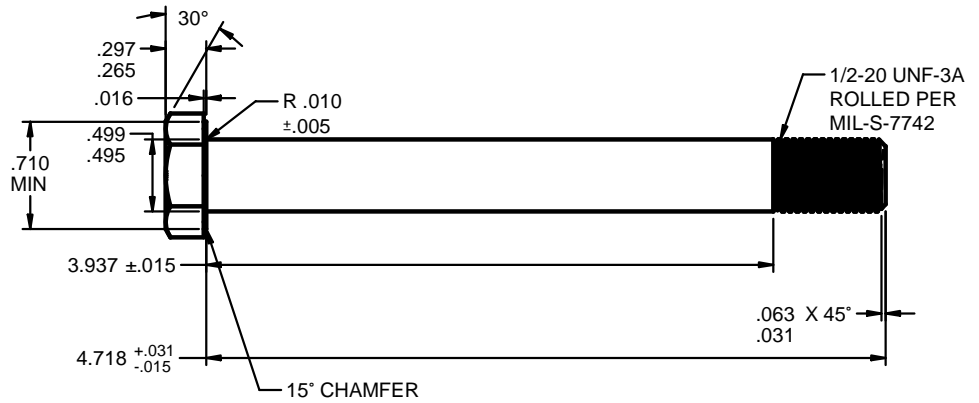 30°
.297
.265
.016
R .010
±.005
1/2-20 UNF-3A
ROLLED PER
MIL-S-7742
.499
.495
.710
MIN
3.937 ±.015
.063 X 45°
.031
4.718 +.031
-.015
15° CHAMFER